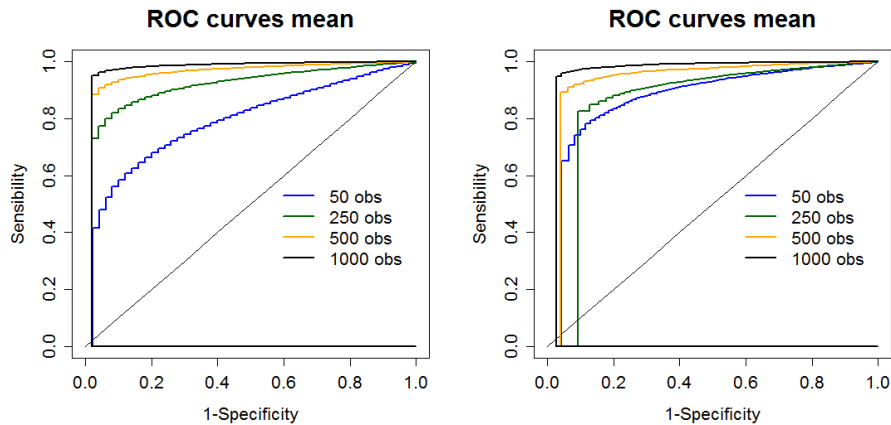 ROC curves mean
Sensibility
1.0
0.8
0.6
0.4
0.2
0.0
50 obs
250 obs
500 obs
1000 obs
0.0 0.2 0.4 0.6 0.8 1.0
1-Specificity
ROC curves mean
Sensibility
1.0
0.8
0.6
0.4
0.2
0.0
50 obs
250 obs
500 obs
1000 obs
0.0 0.2 0.4 0.6 0.8 1.0
1-Specificity